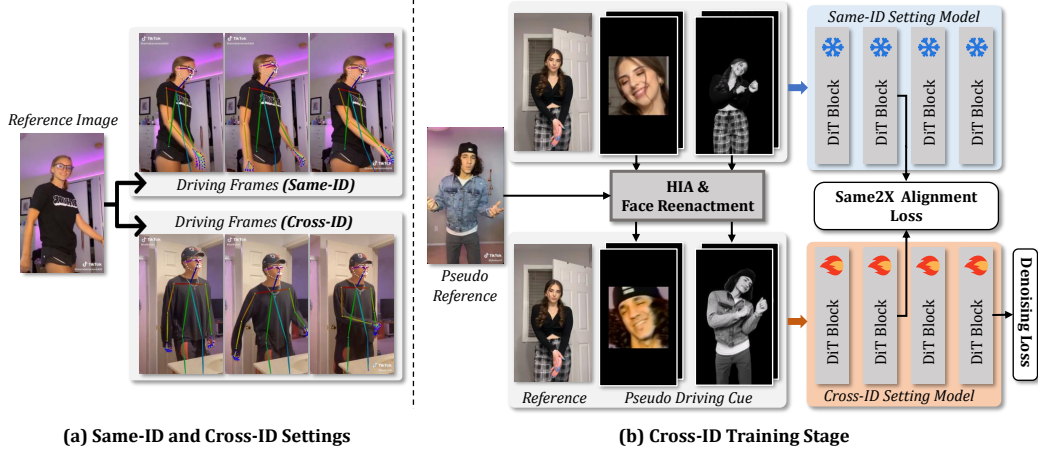 Reference Image
TikTok
Driving Frames (Same-ID)
Driving Frames (Cross-ID)
TikTok
(a) Same-ID and Cross-ID Settings
Pseudo
Reference
TikTok
HIA &
Face Reenactment
Reference
Pseudo Driving Cue
Same-ID Setting Model
DiT Block
DiT Block
DiT Block
DiT Block
Same2X Alignment
Loss
DiT Block
DiT Block
DiT Block
DiT Block
Cross-ID Setting Model
Denoising Loss
(b) Cross-ID Training Stage